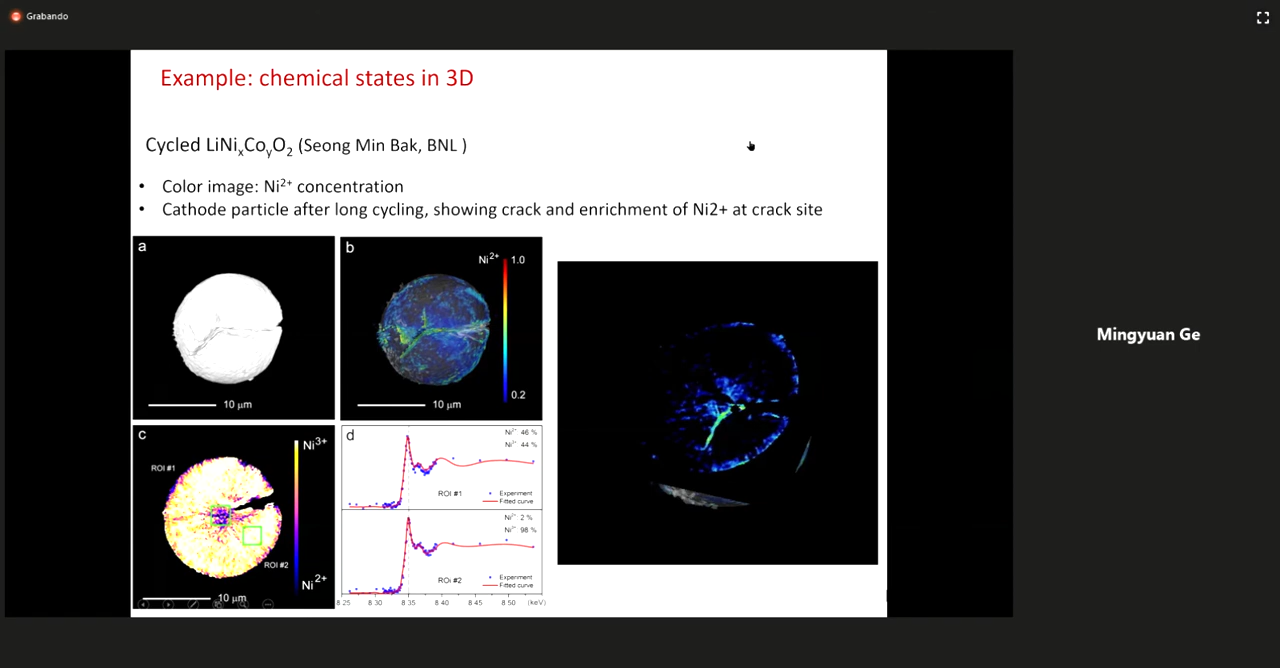 Grabando
Example: chemical states in 3D
Cycled LiNixCoyO2 (Seong Min Bak, BNL )
• Color image: Ni2+ concentration
• Cathode particle after long cycling, showing crack and enrichment of Ni2+ at crack site
a
10 μm
b
Ni2+
1.0
0.2
10 μm
c
Ni3+
ROI #1
ROI #2
Ni2+
10 μm
d
46 %
44 %
ROI #1
Experiment
Fitted curve
2 %
98 %
ROi #2
Experiment
Fitted curve
8.25 8.30 8.35 8.40 8.45 8.50 (keV)
Mingyuan Ge